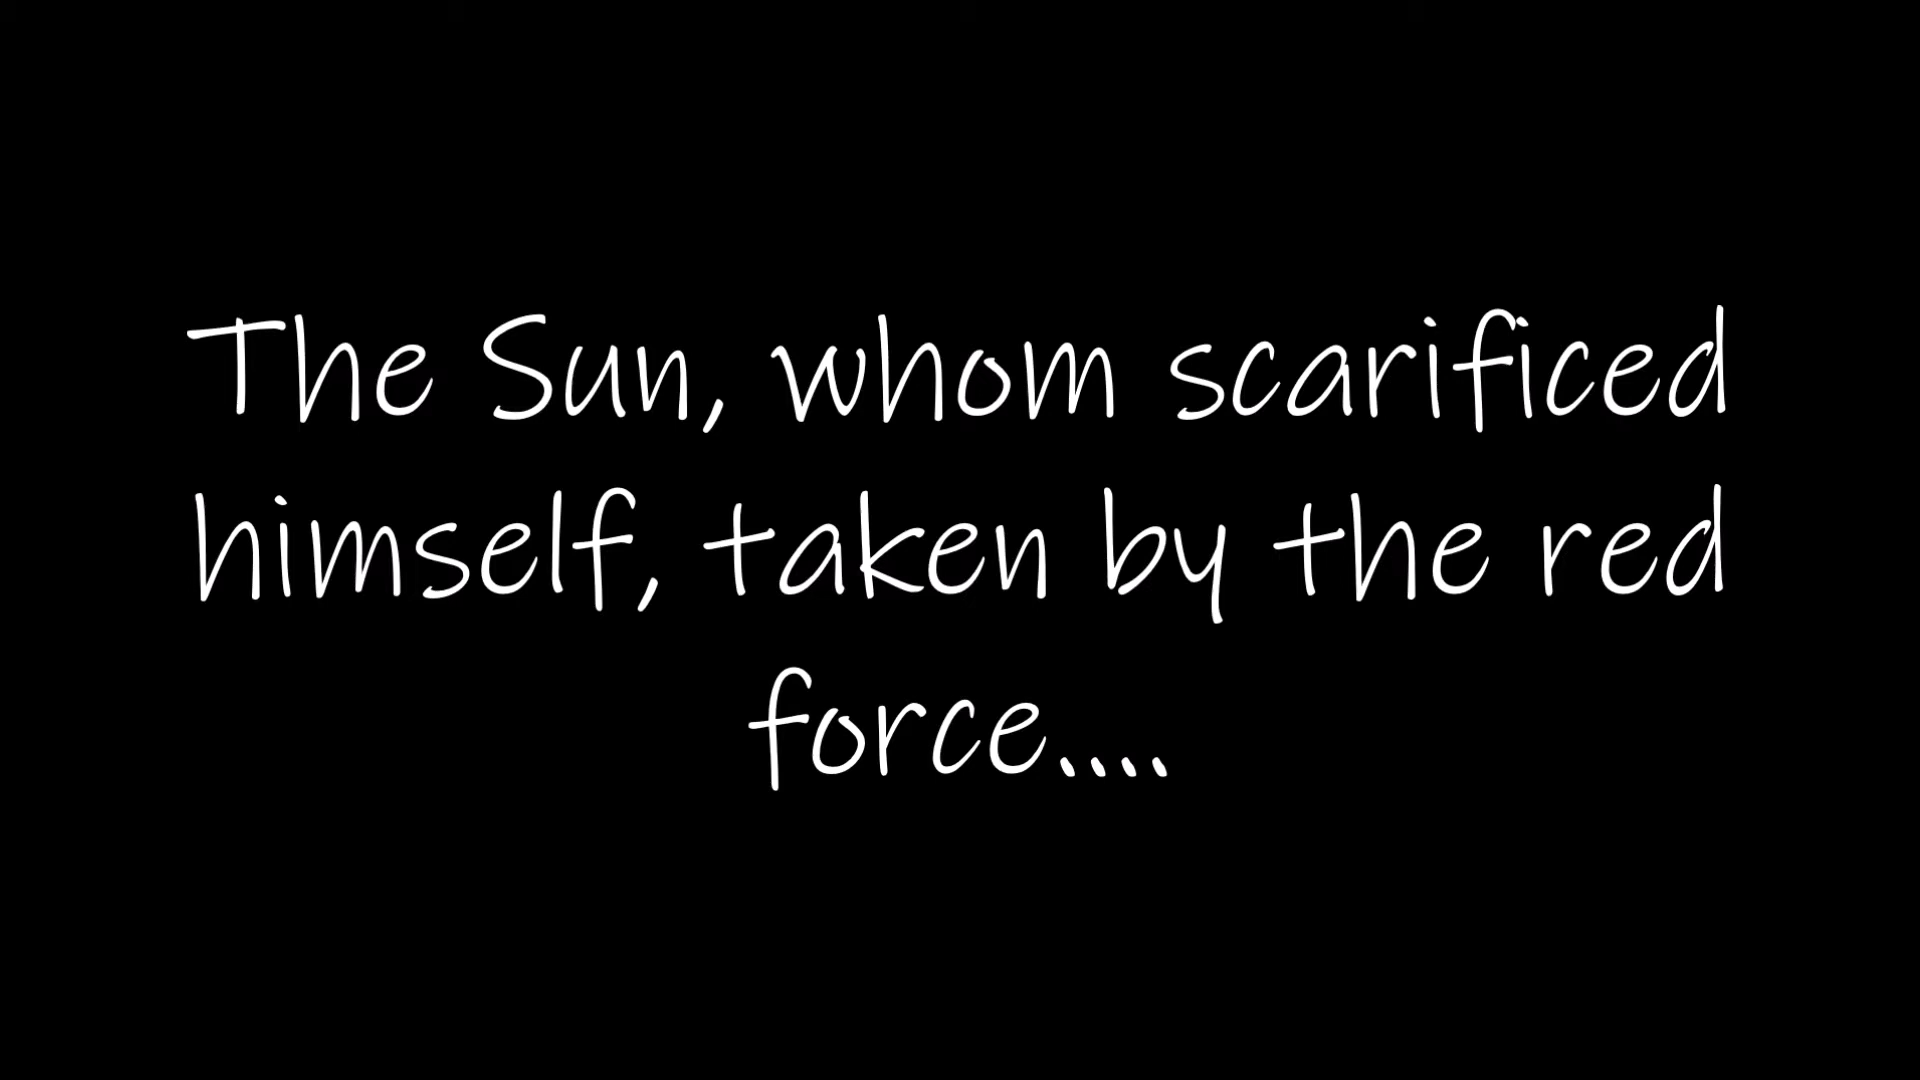 The Sun, whom scarificed
himself, taken by the red
force....